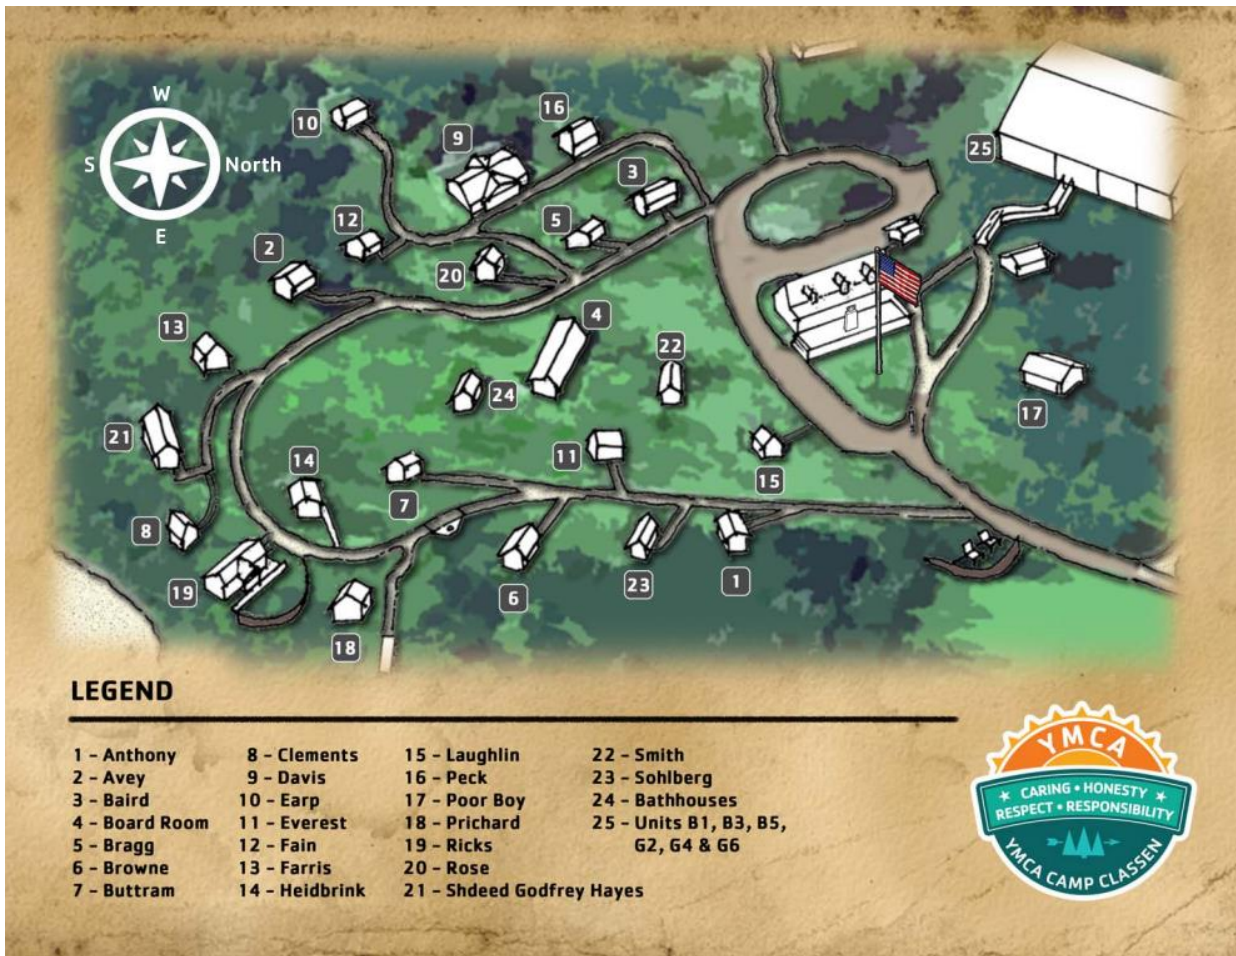 W
S
North
E
10
9
16
3
25
12
5
2
20
13
4
22
24
17
21
14
7
11
15
8
19
6
23
1
18
LEGEND
1 - Anthony
2 - Avey
3 - Baird
4 - Board Room
5 - Bragg
6 - Browne
7 - Buttram
8 - Clements
9 - Davis
10 - Earp
11 - Everest
12 - Fain
13 - Farris
14 - Heidbrink
15 - Laughlin
16 - Peck
17 - Poor Boy
18 - Prichard
19 - Ricks
20 - Rose
21 - Shdeed Godfrey Hayes
22 - Smith
23 - Sohlberg
24 - Bathhouses
25 - Units B1, B3, B5,
G2, G4 & G6
YMCA
CARING • HONESTY
RESPECT • RESPONSIBILITY
YMCA CAMP CLASSEN